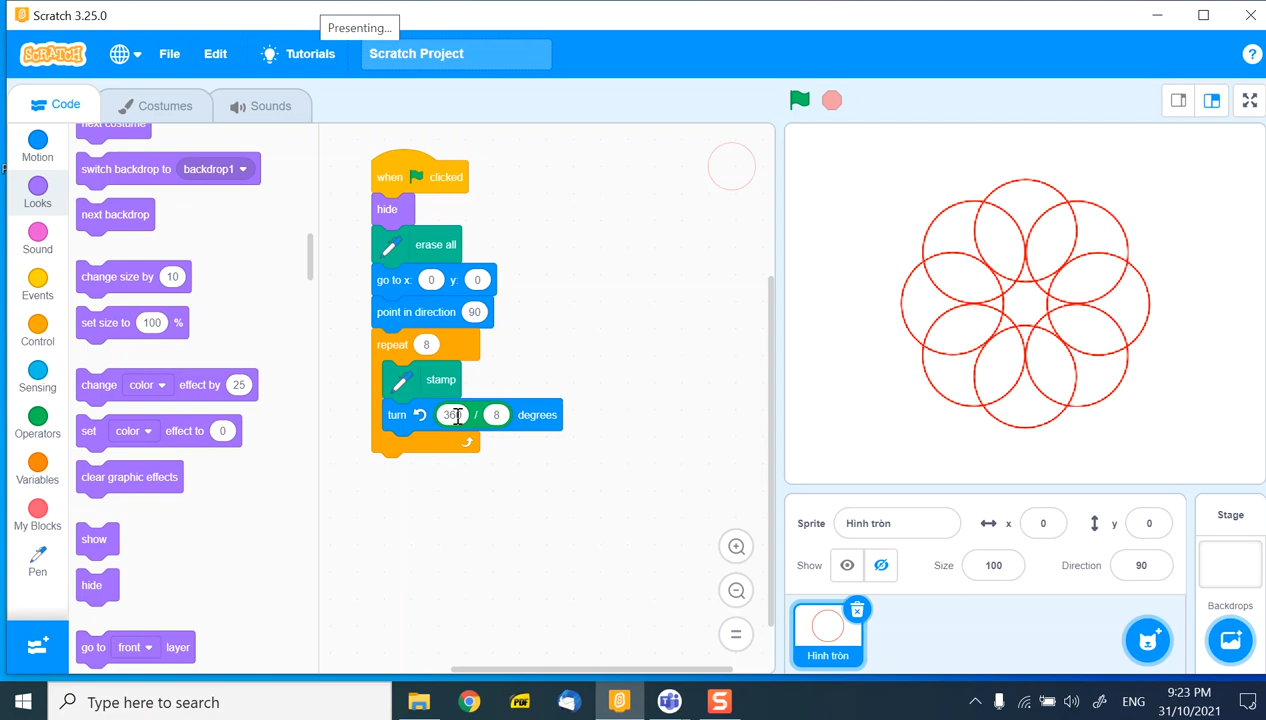 Scratch 3.25.0
Presenting...
SCRATCH
File
Edit
Tutorials
Scratch Project
?
Code
Costumes
Sounds
Motion
Looks
Sound
Events
Control
Sensing
Operators
Variables
My Blocks
Pen
next costume
switch backdrop to backdrop1
next backdrop
change size by 10
set size to 100 %
change color effect by 25
set color effect to 0
clear graphic effects
show
hide
go to front layer
when clicked
hide
erase all
go to x: 0 y: 0
point in direction 90
repeat 8
stamp
turn 360 / 8 degrees
Sprite Hình tròn x 0 y 0
Show Size 100 Direction 90
Hình tròn
Stage
Backdrops
Type here to search
PDF
ENG
9:23 PM
31/10/2021